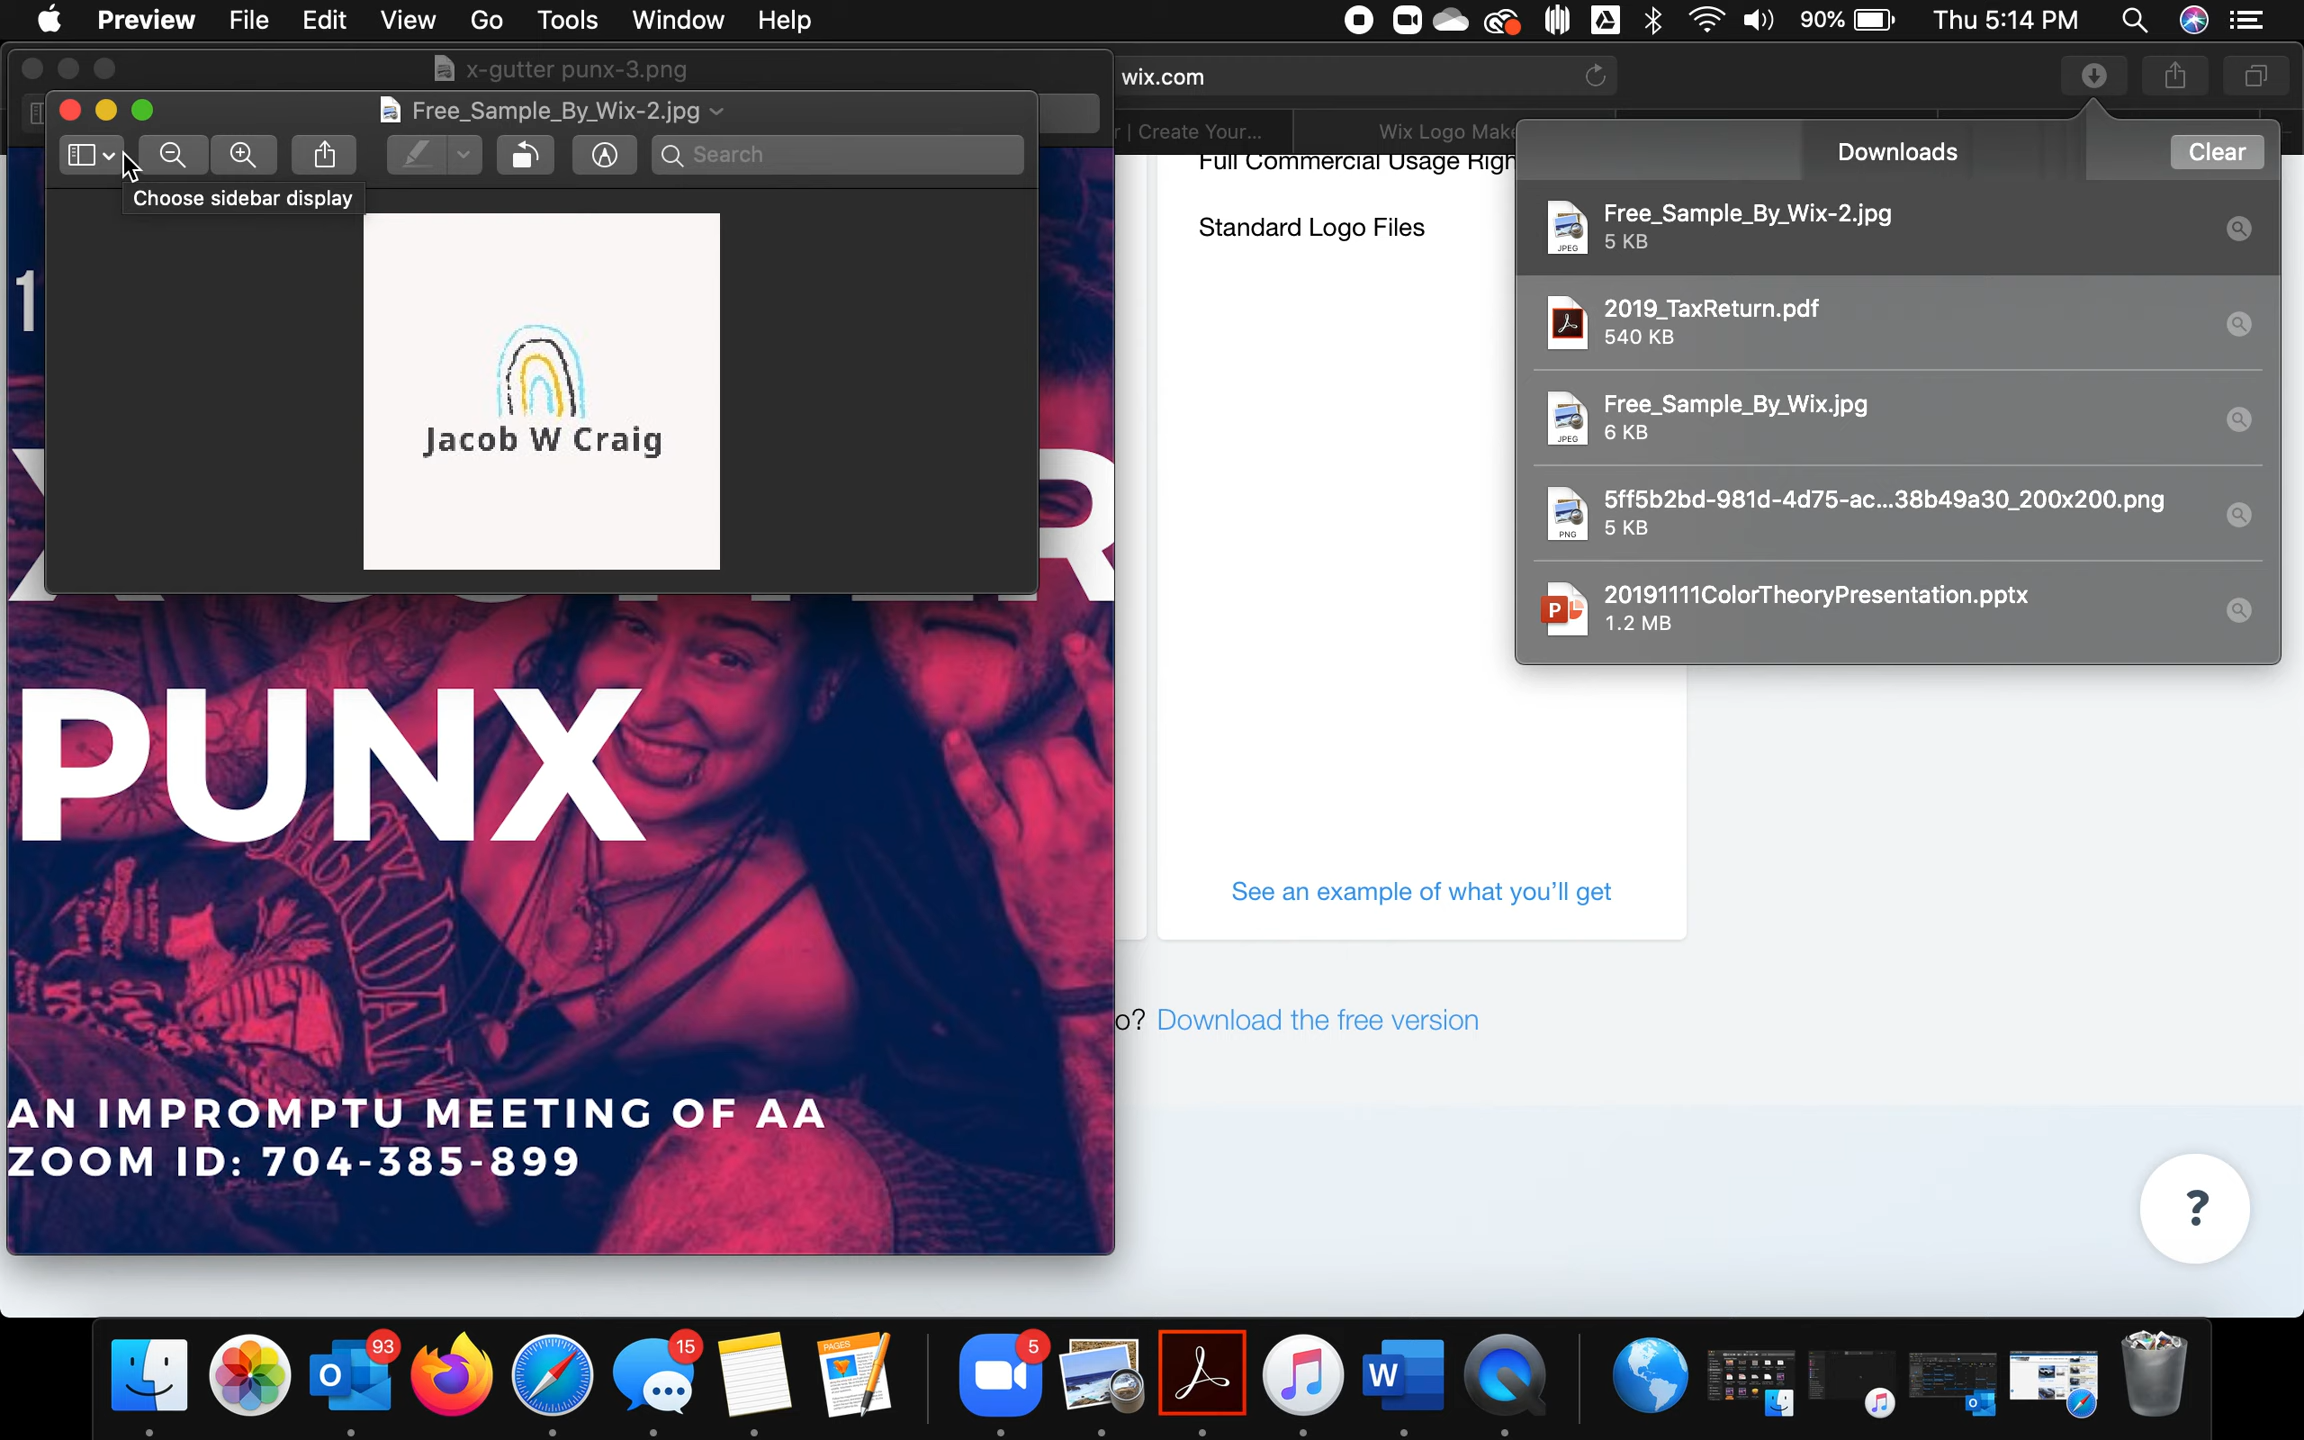 Preview File Edit View Go Tools Window Help
90% Thu 5:14 PM
x-gutter punx-3.png
wix.com
Free_Sample_By_Wix-2.jpg
Search
Choose sidebar display
r | Create Your...
Wix Logo Make
Full Commercial Usage Righ
Standard Logo Files
Downloads
Clear
Free_Sample_By_Wix-2.jpg
5 KB
2019_TaxReturn.pdf
540 KB
Free_Sample_By_Wix.jpg
6 KB
5ff5b2bd-981d-4d75-ac...38b49a30_200x200.png
5 KB
20191111ColorTheoryPresentation.pptx
1.2 MB
JPEG
JPEG
PNG
P
1
Jacob W Craig
R
PUNX
AN IMPROMPTU MEETING OF AA
ZOOM ID: 704-385-899
See an example of what you'll get
o? Download the free version
?
93
15
PAGES
5
W